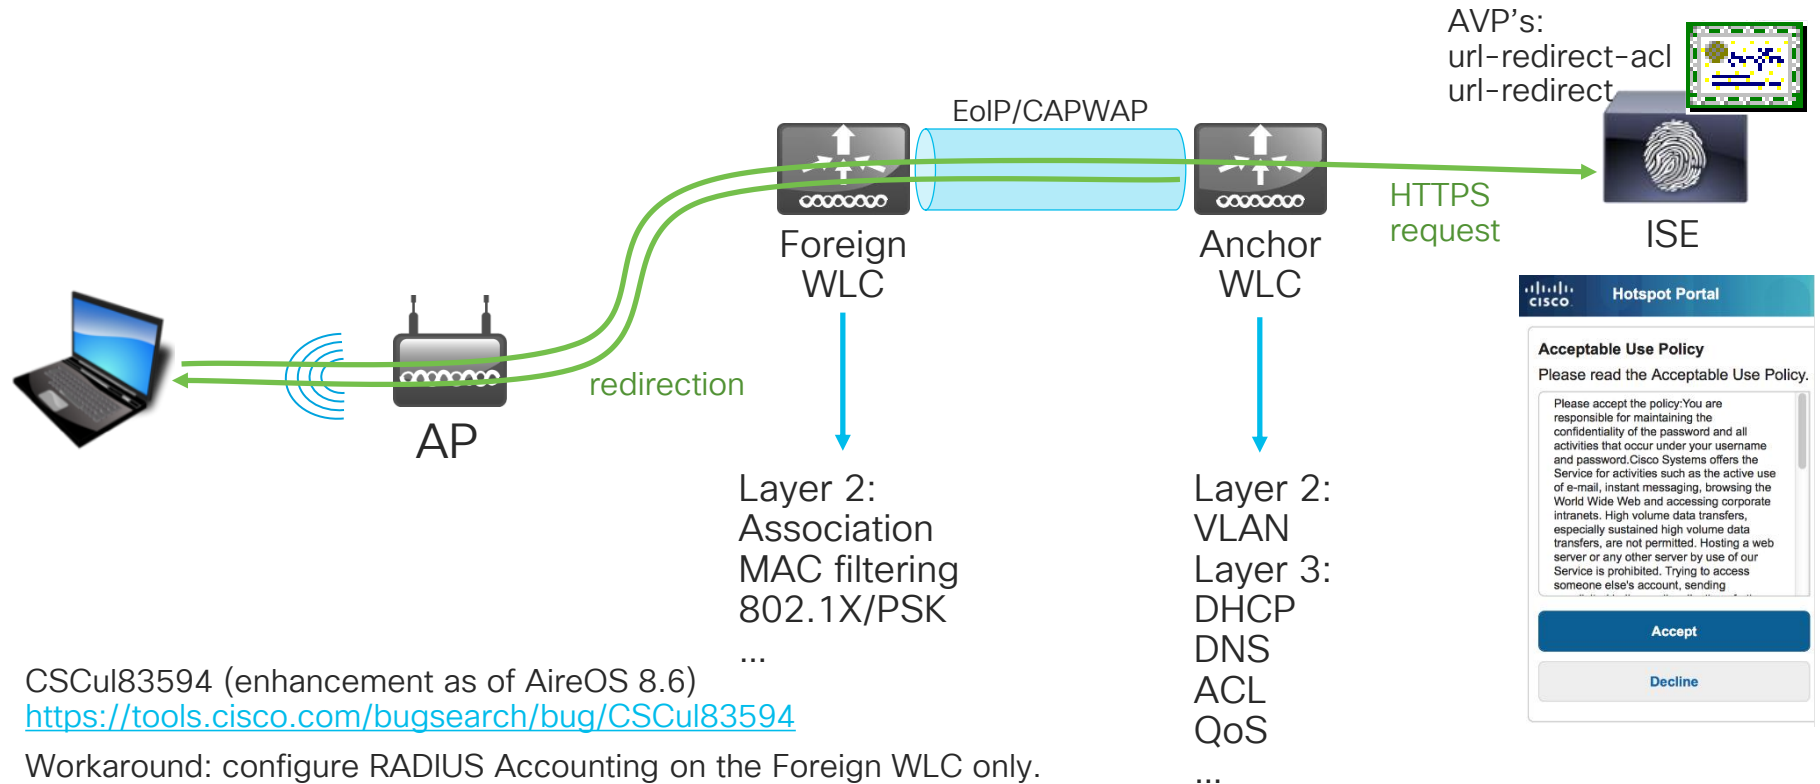 AVP's:
url-redirect-acl
url-redirect
EoIP/CAPWAP
HTTPS
request
ISE
Foreign
WLC
Anchor
WLC
redirection
AP
Layer 2:
Association
MAC filtering
802.1X/PSK
...
Layer 2:
VLAN
Layer 3:
DHCP
DNS
ACL
QoS
...
CISCO
Hotspot Portal
Acceptable Use Policy
Please read the Acceptable Use Policy.
Please accept the policy:You are
responsible for maintaining the
confidentiality of the password and all
activities that occur under your username
and password.Cisco Systems offers the
Service for activities such as the active use
of e-mail, instant messaging, browsing the
World Wide Web and accessing corporate
intranets. High volume data transfers,
especially sustained high volume data
transfers, are not permitted. Hosting a web
server or any other server by use of our
Service is prohibited. Trying to access
someone else's account, sending
Accept
Decline
CSCul83594 (enhancement as of AireOS 8.6)
https://tools.cisco.com/bugsearch/bug/CSCul83594
Workaround: configure RADIUS Accounting on the Foreign WLC only.